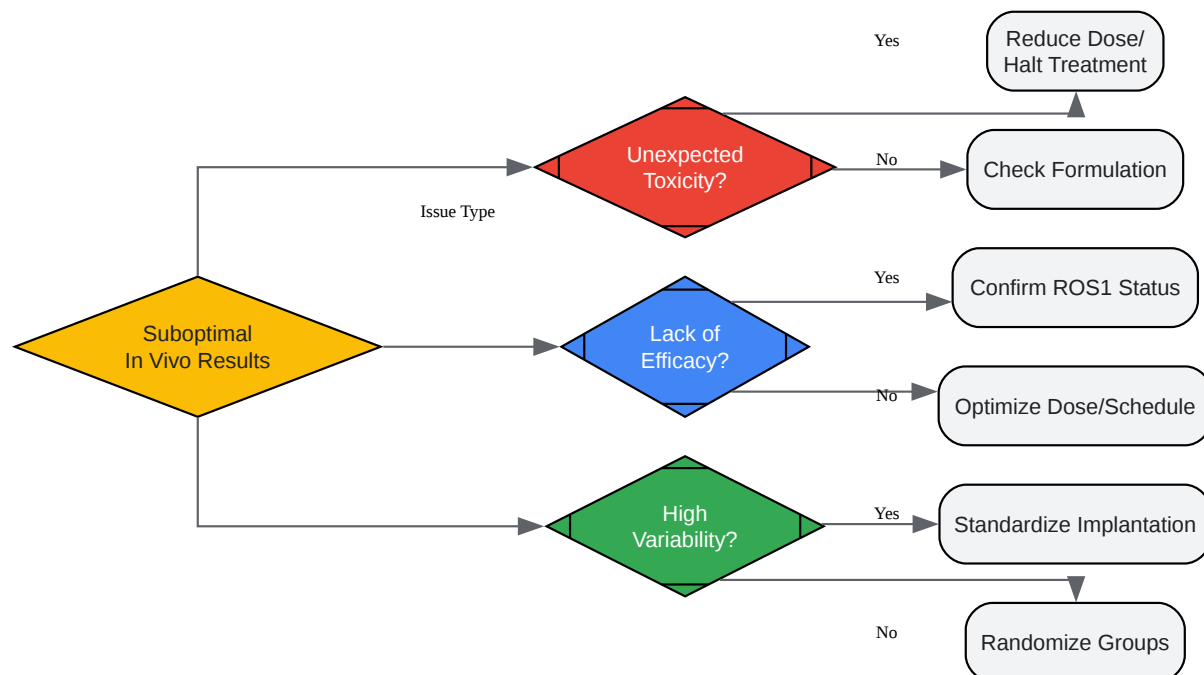 Yes
Reduce Dose/
Halt Treatment
Unexpected
Toxicity?
No
Check Formulation
Issue Type
Suboptimal
In Vivo Results
Lack of
Efficacy?
Yes
Confirm ROS1 Status
No
Optimize Dose/Schedule
High
Variability?
Yes
Standardize Implantation
No
Randomize Groups